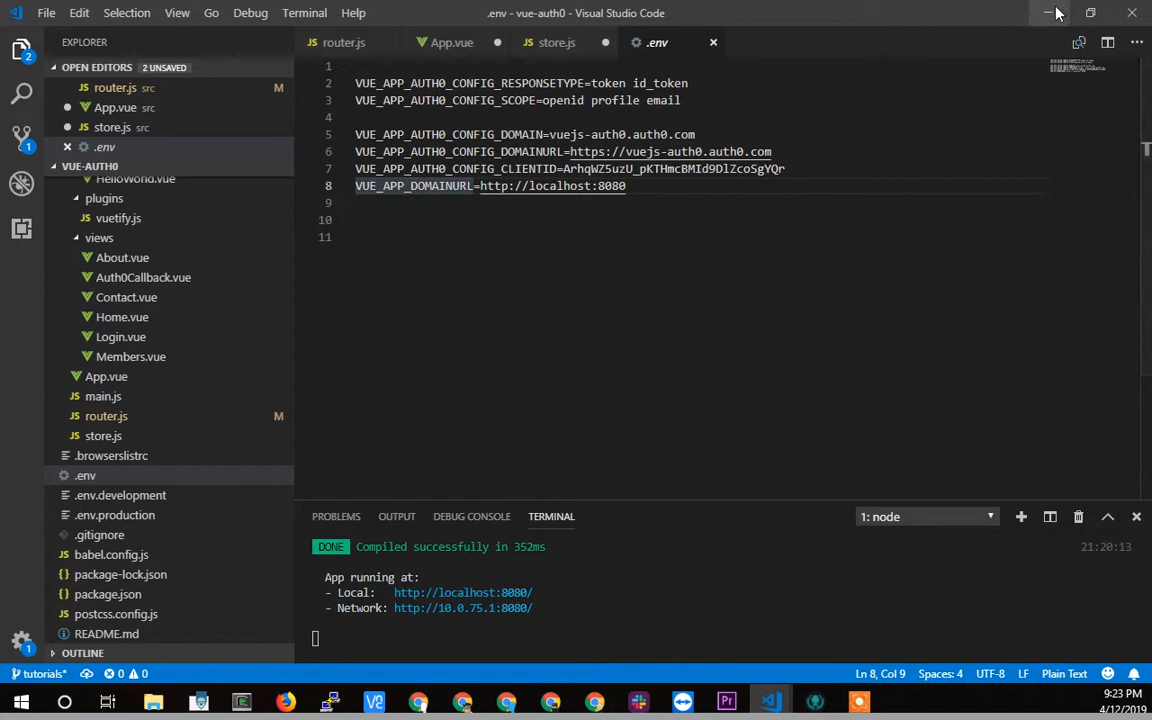 File Edit Selection View Go Debug Terminal Help
.env - vue-auth0 - Visual Studio Code
EXPLORER
OPEN EDITORS 2 UNSAVED
router.js src M
App.vue src
store.js src
.env
VUE-AUTH0
HelloWorld.vue
plugins
vuetify.js
views
About.vue
Auth0Callback.vue
Contact.vue
Home.vue
Login.vue
Members.vue
App.vue
main.js
router.js M
store.js
.browserslistrc
.env
.env.development
.env.production
.gitignore
babel.config.js
package-lock.json
package.json
postcss.config.js
README.md
OUTLINE
JS router.js App.vue JS store.js .env
1
2 VUE_APP_AUTH0_CONFIG_RESPONSETYPE=token id_token
3 VUE_APP_AUTH0_CONFIG_SCOPE=openid profile email
4
5 VUE_APP_AUTH0_CONFIG_DOMAIN=vuejs-auth0.auth0.com
6 VUE_APP_AUTH0_CONFIG_DOMAINURL=https://vuejs-auth0.auth0.com
7 VUE_APP_AUTH0_CONFIG_CLIENTID=ArhqWZ5uzU_pKTHmcBMId9DlZcoSgYQr
8 VUE_APP_DOMAINURL=http://localhost:8080
9
10
11
PROBLEMS OUTPUT DEBUG CONSOLE TERMINAL 1: node
DONE Compiled successfully in 352ms 21:20:13
App running at:
- Local: http://localhost:8080/
- Network: http://10.0.75.1:8080/
tutorials* 0 0 Ln 8, Col 9 Spaces: 4 UTF-8 LF Plain Text 1
9:23 PM
4/12/2019